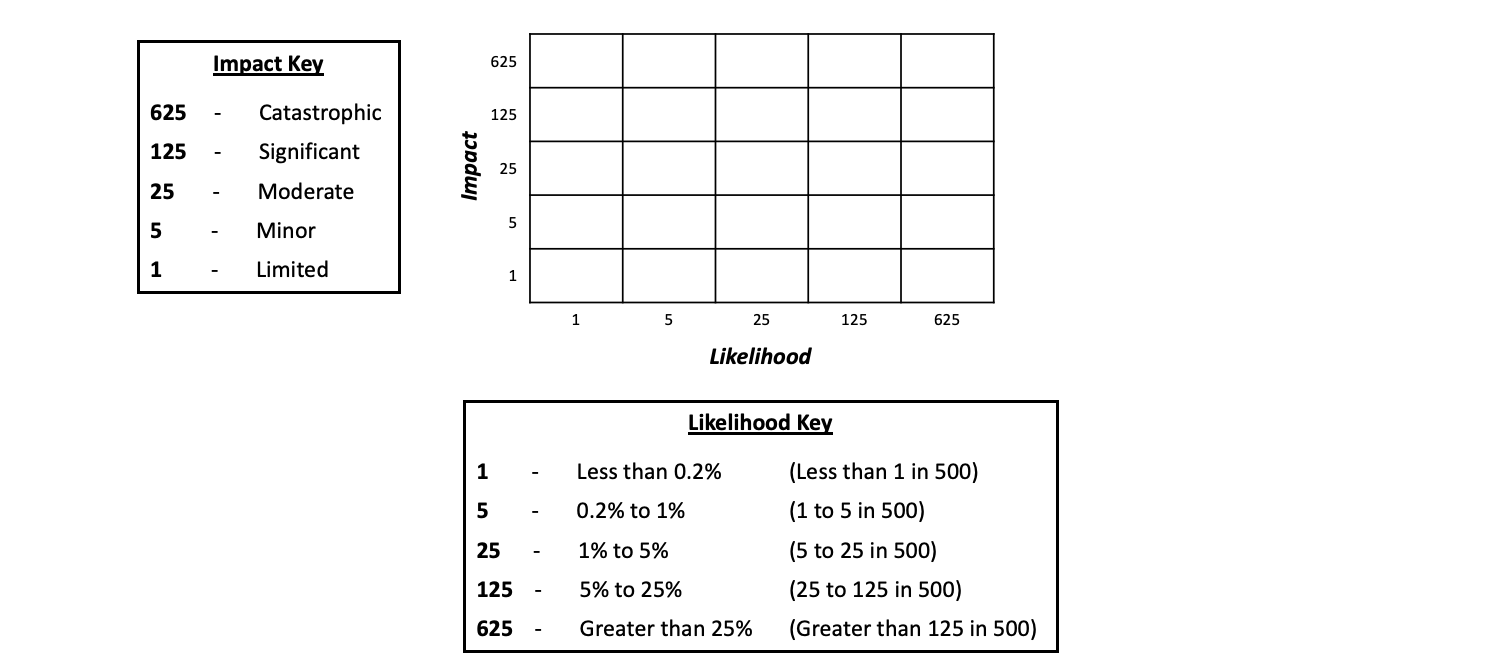 Impact Key
625 - Catastrophic
125 - Significant
25 - Moderate
5 - Minor
1 - Limited
Impact
625
125
25
5
1
1 5 25 125 625
Likelihood
Likelihood Key
1 - Less than 0.2% (Less than 1 in 500)
5 - 0.2% to 1% (1 to 5 in 500)
25 - 1% to 5% (5 to 25 in 500)
125 - 5% to 25% (25 to 125 in 500)
625 - Greater than 25% (Greater than 125 in 500)